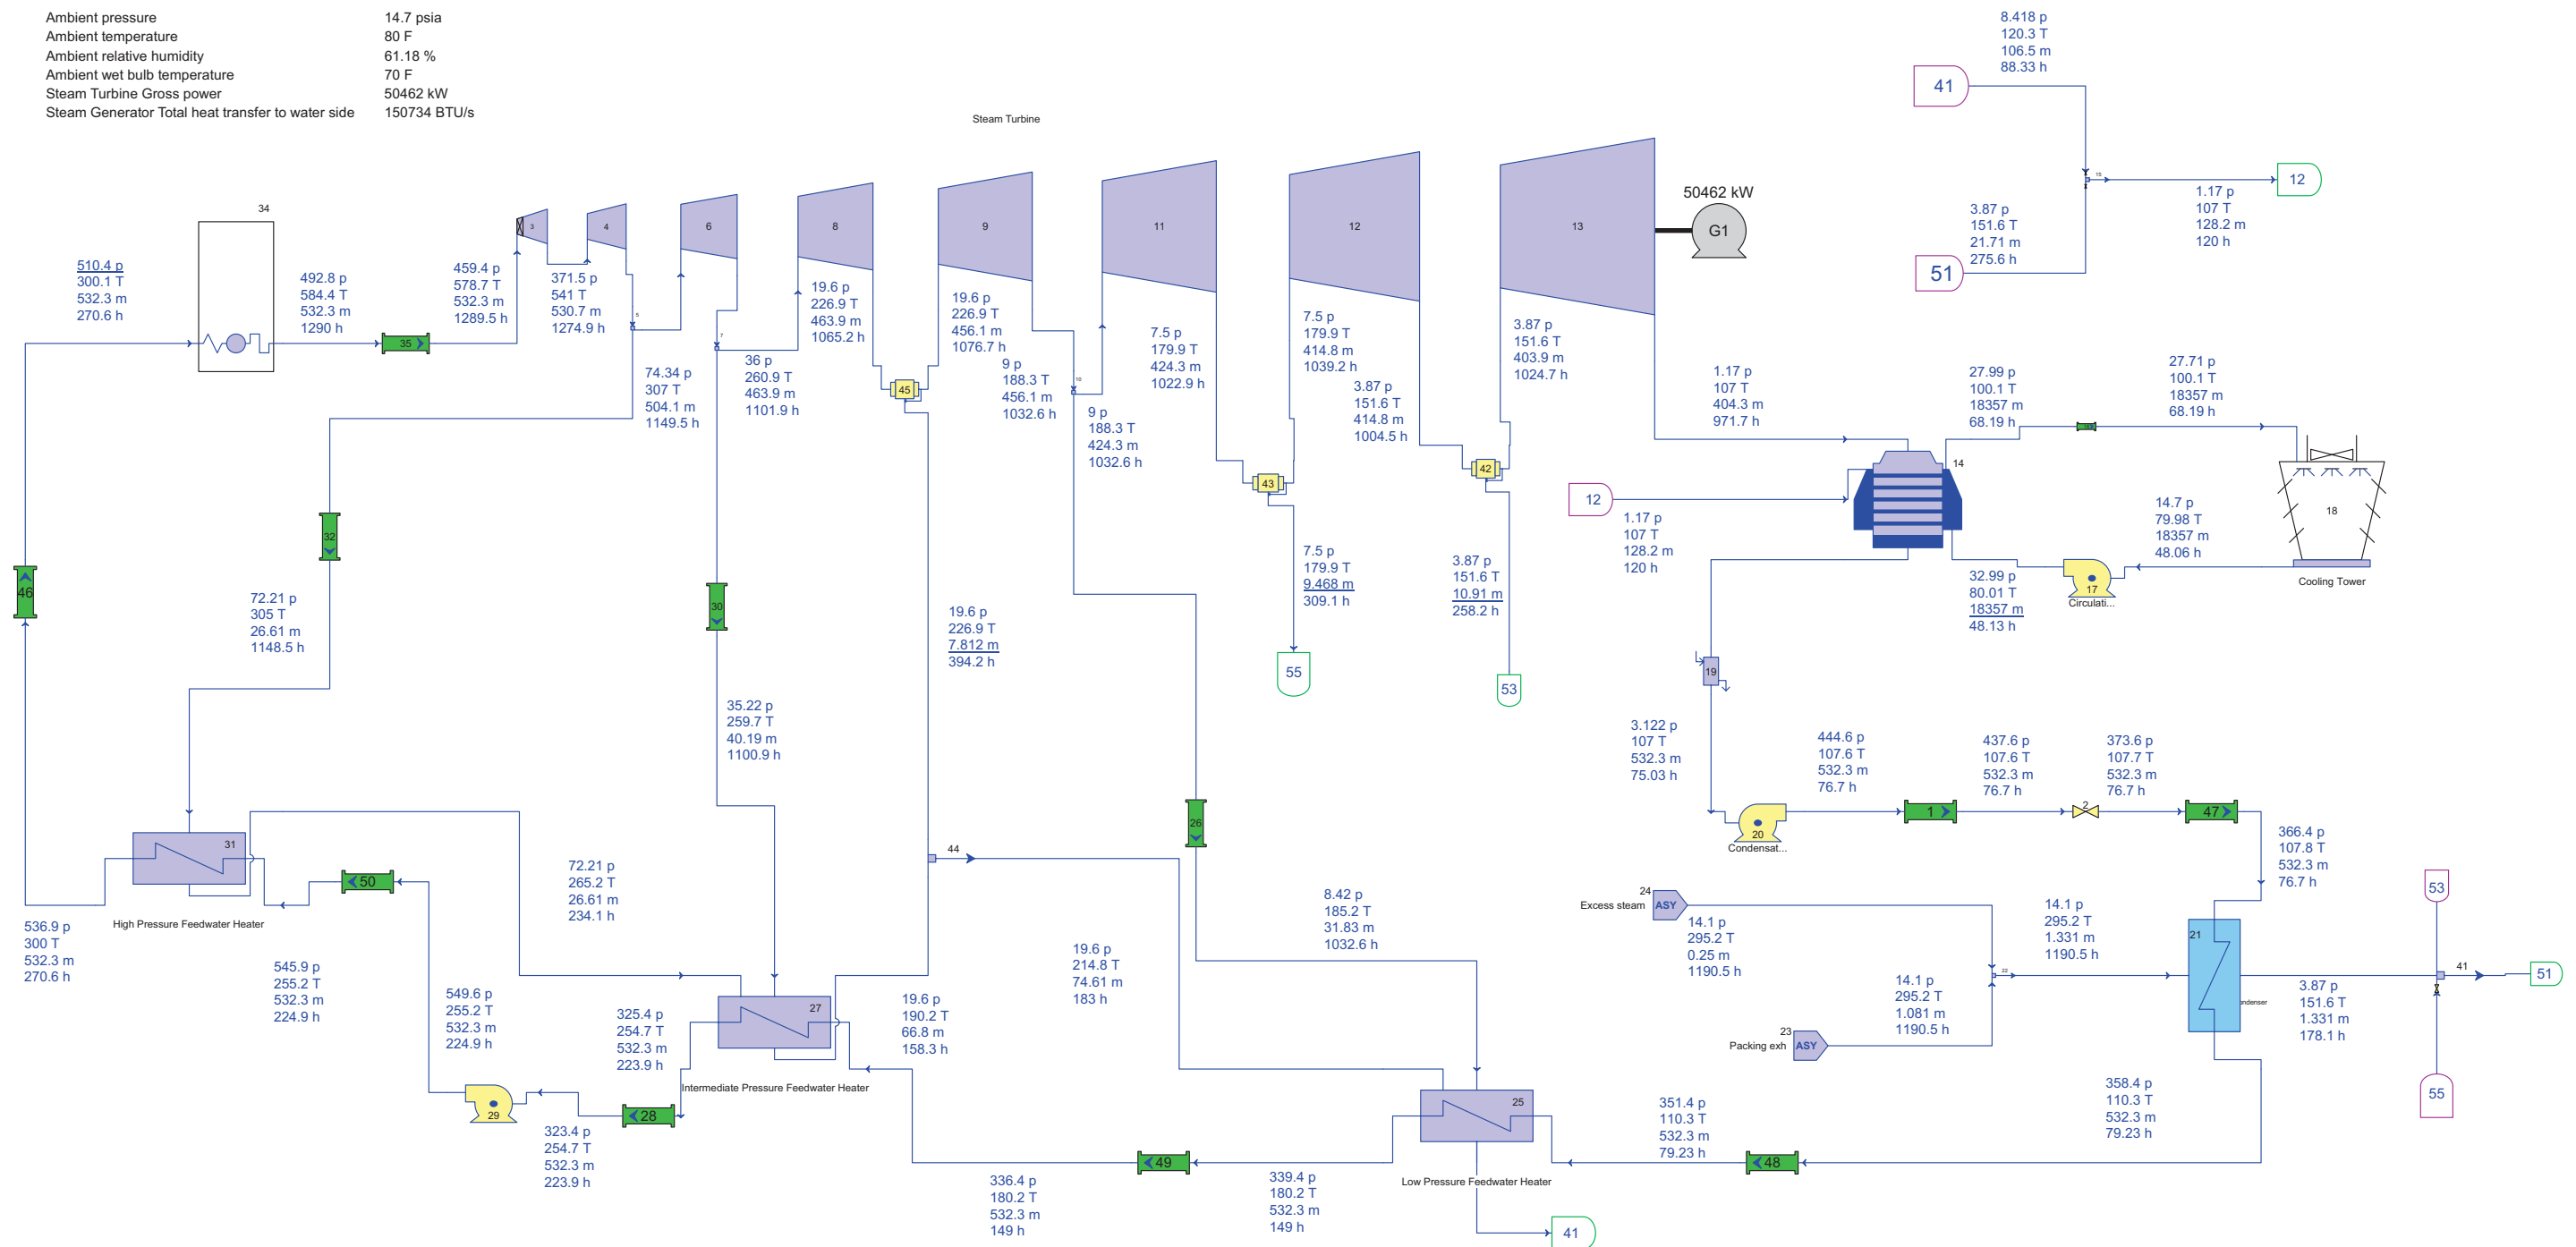 Ambient pressure 14.7 psia
Ambient temperature 80 F
Ambient relative humidity 61.18 %
Ambient wet bulb temperature 70 F
Steam Turbine Gross power 50462 kW
Steam Generator Total heat transfer to water side 150734 BTU/s
Steam Turbine
8.418 p
120.3 T
106.5 m
88.33 h
41
15
12
1.17 p
107 T
128.2 m
120 h
3.87 p
151.6 T
21.71 m
275.6 h
51
34
510.4 p
300.1 T
532.3 m
270.6 h
492.8 p
584.4 T
532.3 m
1290 h
35
459.4 p
578.7 T
532.3 m
1289.5 h
3
371.5 p
541 T
530.7 m
1274.9 h
4
5
6
7
8
9
10
11
12
13
50462 kW
G1
74.34 p
307 T
504.1 m
1149.5 h
36 p
260.9 T
463.9 m
1101.9 h
19.6 p
226.9 T
463.9 m
1065.2 h
45
19.6 p
226.9 T
456.1 m
1076.7 h
9 p
188.3 T
456.1 m
1032.6 h
9 p
188.3 T
424.3 m
1032.6 h
7.5 p
179.9 T
424.3 m
1022.9 h
43
7.5 p
179.9 T
414.8 m
1039.2 h
3.87 p
151.6 T
414.8 m
1004.5 h
42
3.87 p
151.6 T
403.9 m
1024.7 h
1.17 p
107 T
404.3 m
971.7 h
27.99 p
100.1 T
18357 m
68.19 h
27.71 p
100.1 T
18357 m
68.19 h
14
12
1.17 p
107 T
128.2 m
120 h
18
Cooling Tower
14.7 p
79.98 T
18357 m
48.06 h
17
Circulati...
32.99 p
80.01 T
18357 m
48.13 h
46
32
72.21 p
305 T
26.61 m
1148.5 h
30
35.22 p
259.7 T
40.19 m
1100.9 h
19.6 p
226.9 T
7.812 m
394.2 h
7.5 p
179.9 T
9.468 m
309.1 h
55
3.87 p
151.6 T
10.91 m
258.2 h
53
19
3.122 p
107 T
532.3 m
75.03 h
20
Condensat...
444.6 p
107.6 T
532.3 m
76.7 h
1
437.6 p
107.6 T
532.3 m
76.7 h
2
373.6 p
107.7 T
532.3 m
76.7 h
47
366.4 p
107.8 T
532.3 m
76.7 h
26
31
High Pressure Feedwater Heater
50
536.9 p
300 T
532.3 m
270.6 h
545.9 p
255.2 T
532.3 m
224.9 h
549.6 p
255.2 T
532.3 m
224.9 h
72.21 p
265.2 T
26.61 m
234.1 h
44
19.6 p
214.8 T
74.61 m
183 h
8.42 p
185.2 T
31.83 m
1032.6 h
24
Excess steam
ASY
14.1 p
295.2 T
0.25 m
1190.5 h
22
14.1 p
295.2 T
1.331 m
1190.5 h
23
Packing exh
ASY
14.1 p
295.2 T
1.081 m
1190.5 h
21
ondenser
3.87 p
151.6 T
1.331 m
178.1 h
53
41
51
55
27
Intermediate Pressure Feedwater Heater
325.4 p
254.7 T
532.3 m
223.9 h
19.6 p
190.2 T
66.8 m
158.3 h
29
28
323.4 p
254.7 T
532.3 m
223.9 h
25
Low Pressure Feedwater Heater
49
336.4 p
180.2 T
532.3 m
149 h
339.4 p
180.2 T
532.3 m
149 h
351.4 p
110.3 T
532.3 m
79.23 h
48
358.4 p
110.3 T
532.3 m
79.23 h
41